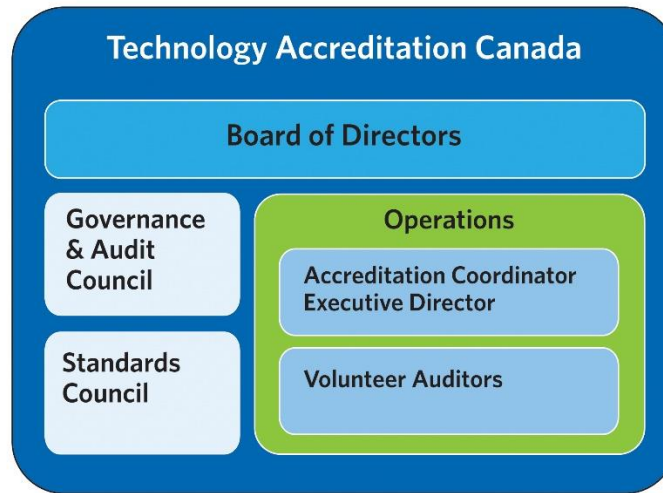 Technology Accreditation Canada
Board of Directors
Governance
& Audit
Council
Standards
Council
Operations
Accreditation Coordinator
Executive Director
Volunteer Auditors